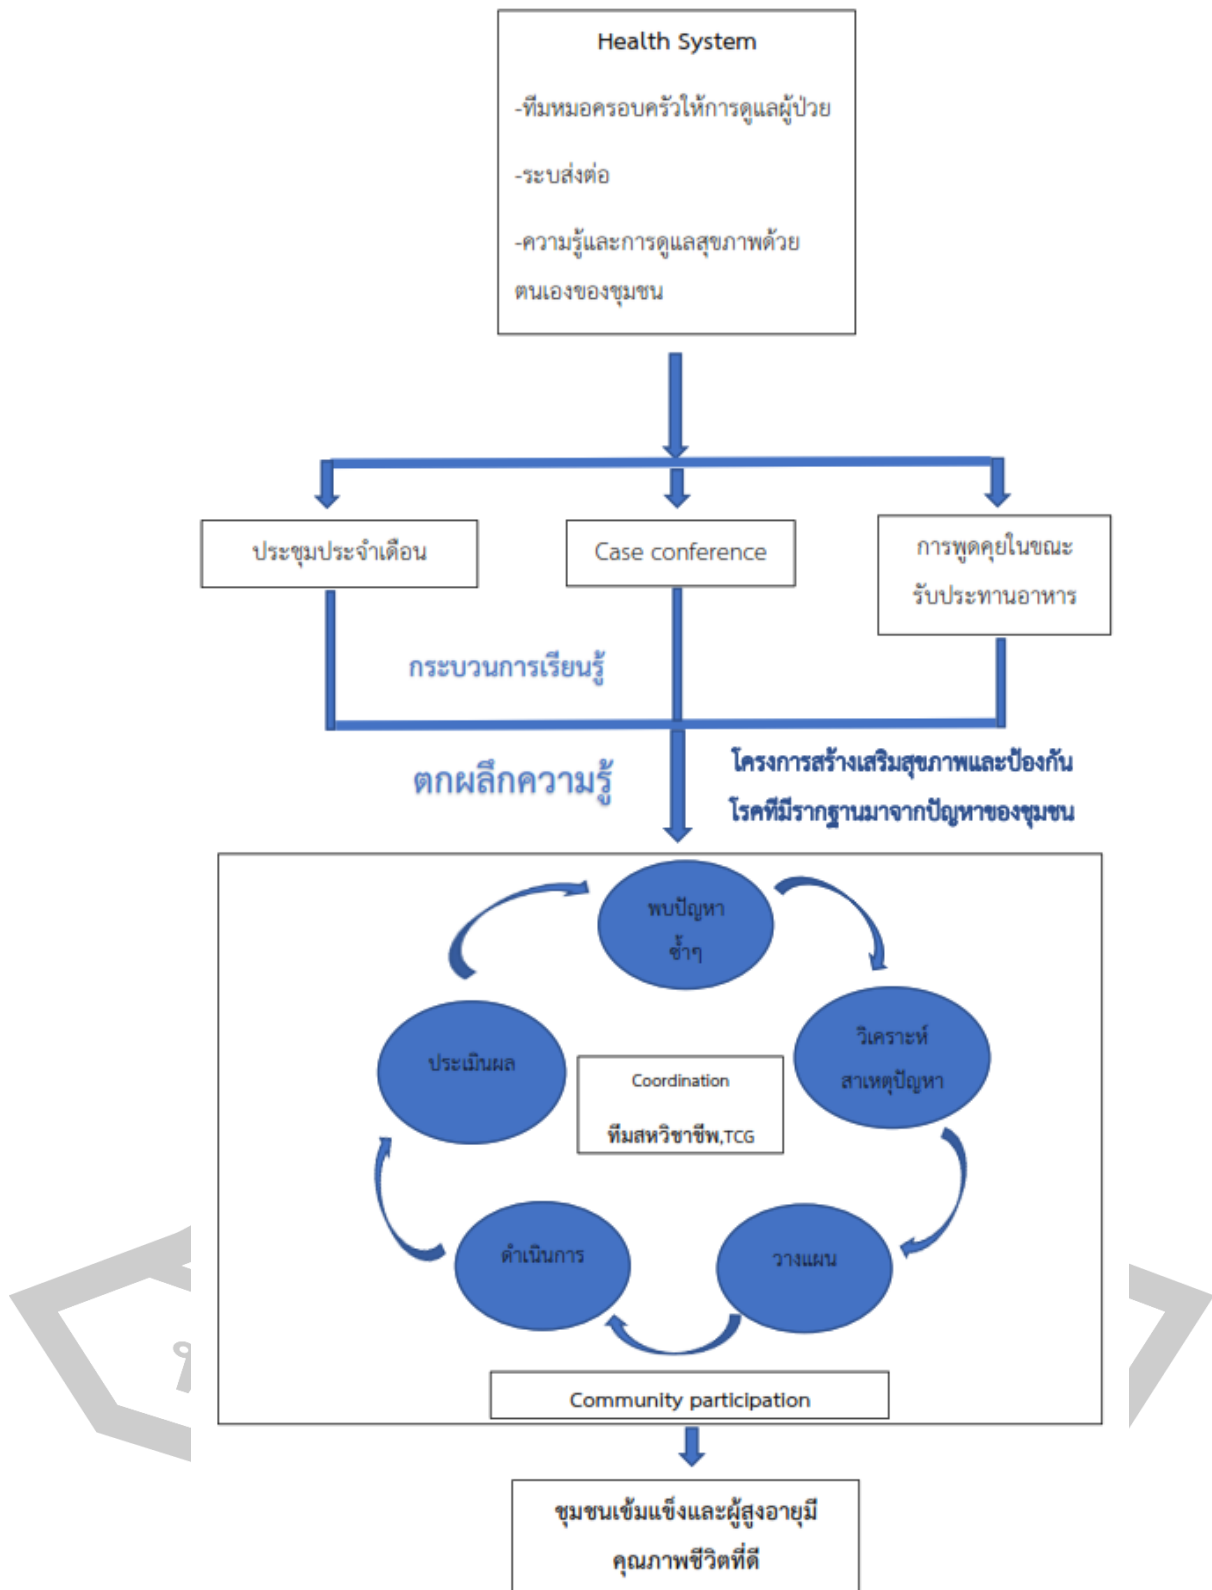 Health System
-ทีมหมอครอบครัวให้การดูแลผู้ป่วย
-ระบส่งต่อ
-ความรู้และการดูแลสุขภาพด้วย
ตนเองของชุมชน
ประชุมประจำเดือน
Case conference
การพูดคุยในขณะ
รับประทานอาหาร
กระบวนการเรียนรู้
ตกผลึกความรู้
โครงการสร้างเสริมสุขภาพและป้องกัน
โรคที่มีรากฐานมาจากปัญหาของชุมชน
พบปัญหา
ซ้ำๆ
วิเคราะห์
สาเหตุปัญหา
ประเมินผล
Coordination
ทีมสหวิชาชีพ,TCG
ดำเนินการ
วางแผน
Community participation
ชุมชนเข้มแข็งและผู้สูงอายุมี
คุณภาพชีวิตที่ดี